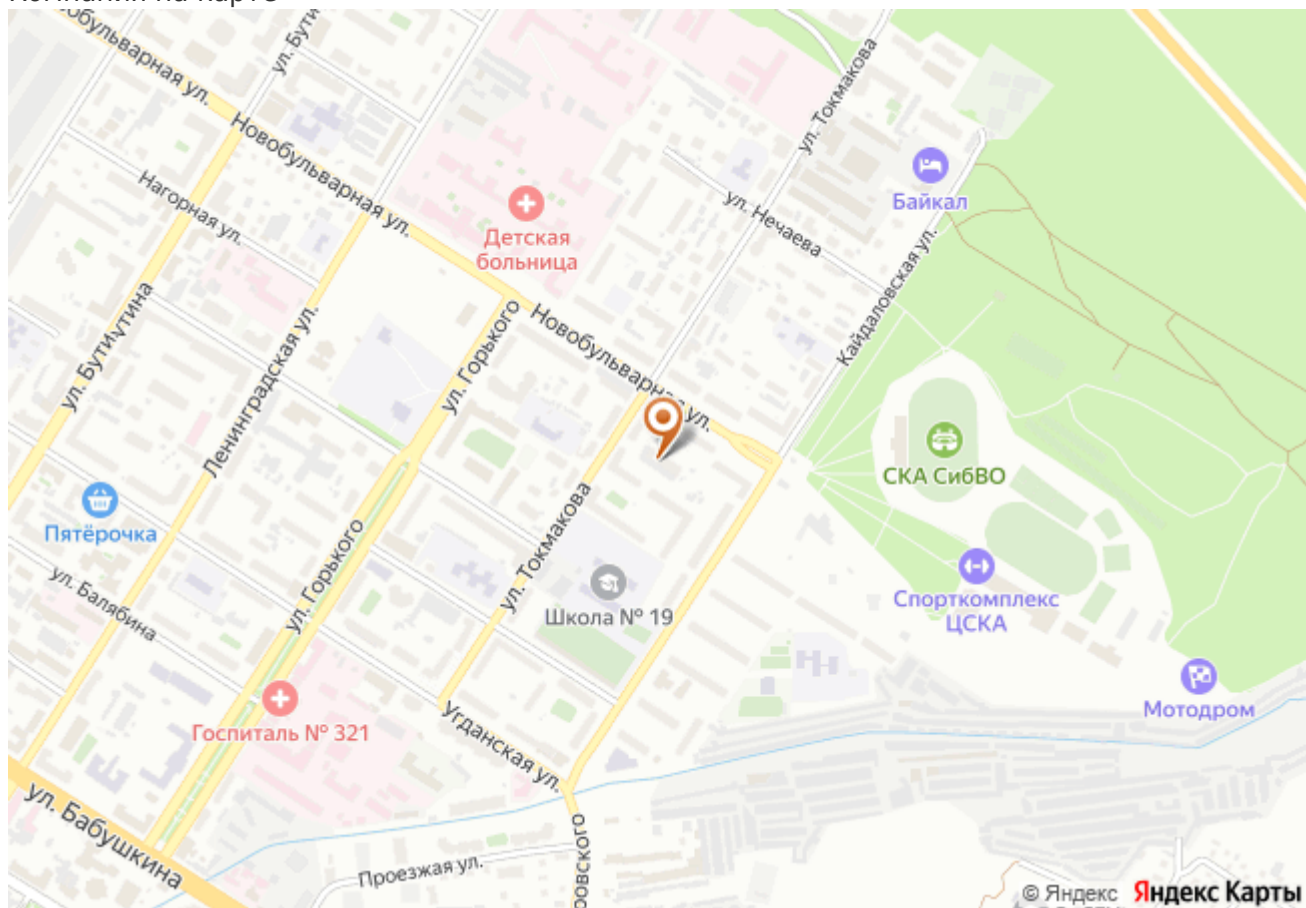 Новобульварная ул.
ул. Бутина
ул. Токмакова
Новобульварная ул.
Байкал
Нагорная ул.
ул. Нечаева
Детская
больница
Кайдаловская ул.
ул. Бутина
ул. Горького
Новобульварная ул.
Ленинградская ул.
СКА СибВО
Пятёрочка
ул. Токмакова
ул. Горького
ул. Балябина
Школа № 19
Спорткомплекс
ЦСКА
Мотодром
Госпиталь № 321
Угданская ул.
ул. Бабушкина
Проезжая ул.
© Яндекс Яндекс Карты